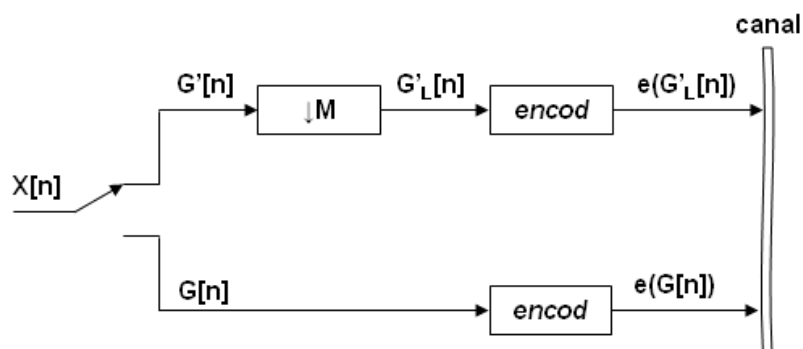 canal
G'[n]
↓M
G'L[n]
encod
e(G'L[n])
X[n]
G[n]
encod
e(G[n])